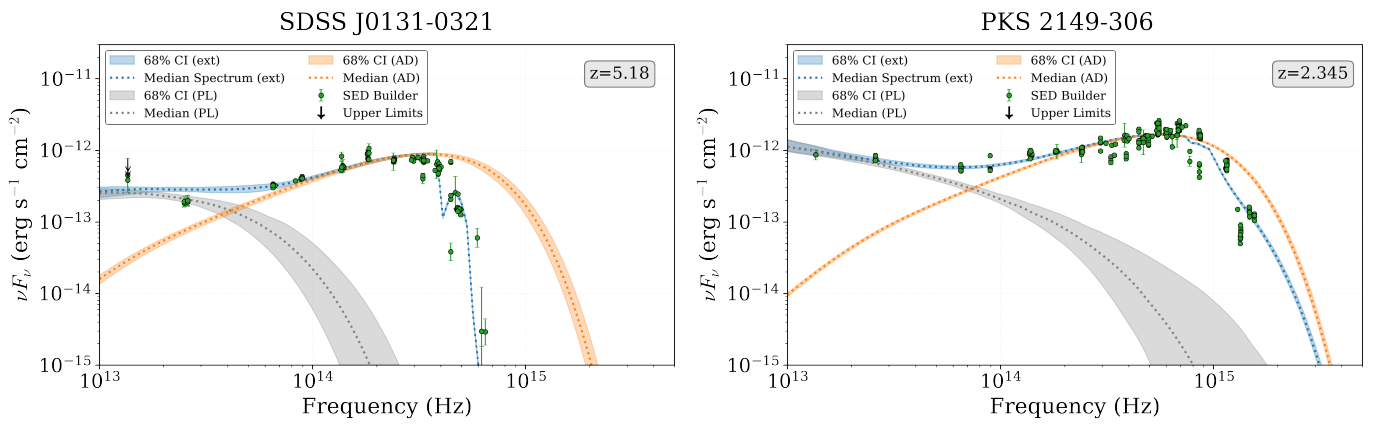 SDSS J0131-0321
68% CI (ext)
Median Spectrum (ext)
68% CI (PL)
Median (PL)
68% CI (AD)
Median (AD)
SED Builder
Upper Limits
z=5.18
νFν (erg s⁻¹ cm⁻²)
10⁻¹¹
10⁻¹²
10⁻¹³
10⁻¹⁴
10⁻¹⁵
10¹³
10¹⁴
10¹⁵
Frequency (Hz)
PKS 2149-306
68% CI (ext)
Median Spectrum (ext)
68% CI (PL)
Median (PL)
68% CI (AD)
Median (AD)
SED Builder
Upper Limits
z=2.345
νFν (erg s⁻¹ cm⁻²)
10⁻¹¹
10⁻¹²
10⁻¹³
10⁻¹⁴
10⁻¹⁵
10¹³
10¹⁴
10¹⁵
Frequency (Hz)